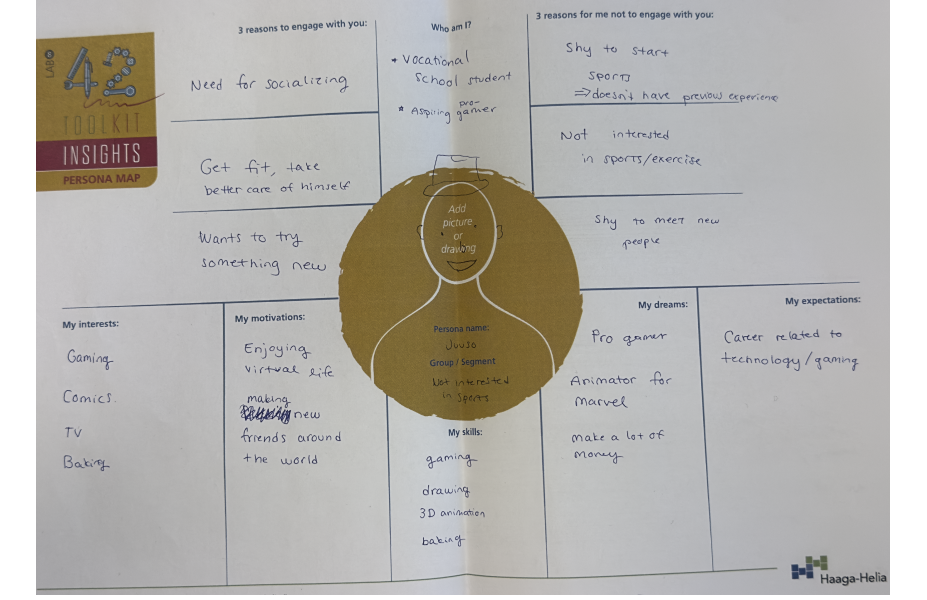 LAB8
42
TOOLKIT
INSIGHTS
PERSONA MAP
3 reasons to engage with you:
Need for socializing
Get fit, take
better care of himself
Wants to try
something new
Who am I?
* Vocational
School student
* Aspiring pro-
gamer
3 reasons for me not to engage with you:
Shy to start
sports
⇒ doesn't have previous experience
Not interested
in sports/exercise
Shy to meet new
people
Add
picture
or
drawing
Persona name:
Juuso
Group / Segment
Not interested
in sports
My interests:
Gaming
Comics.
TV
Baking
My motivations:
Enjoying
virtual life
making
new
friends around
the world
My skills:
gaming
drawing
3D animation
baking
My dreams:
Pro gamer
Animator for
marvel
make a lot of
money
My expectations:
Career related to
technology/gaming
Haaga-Helia